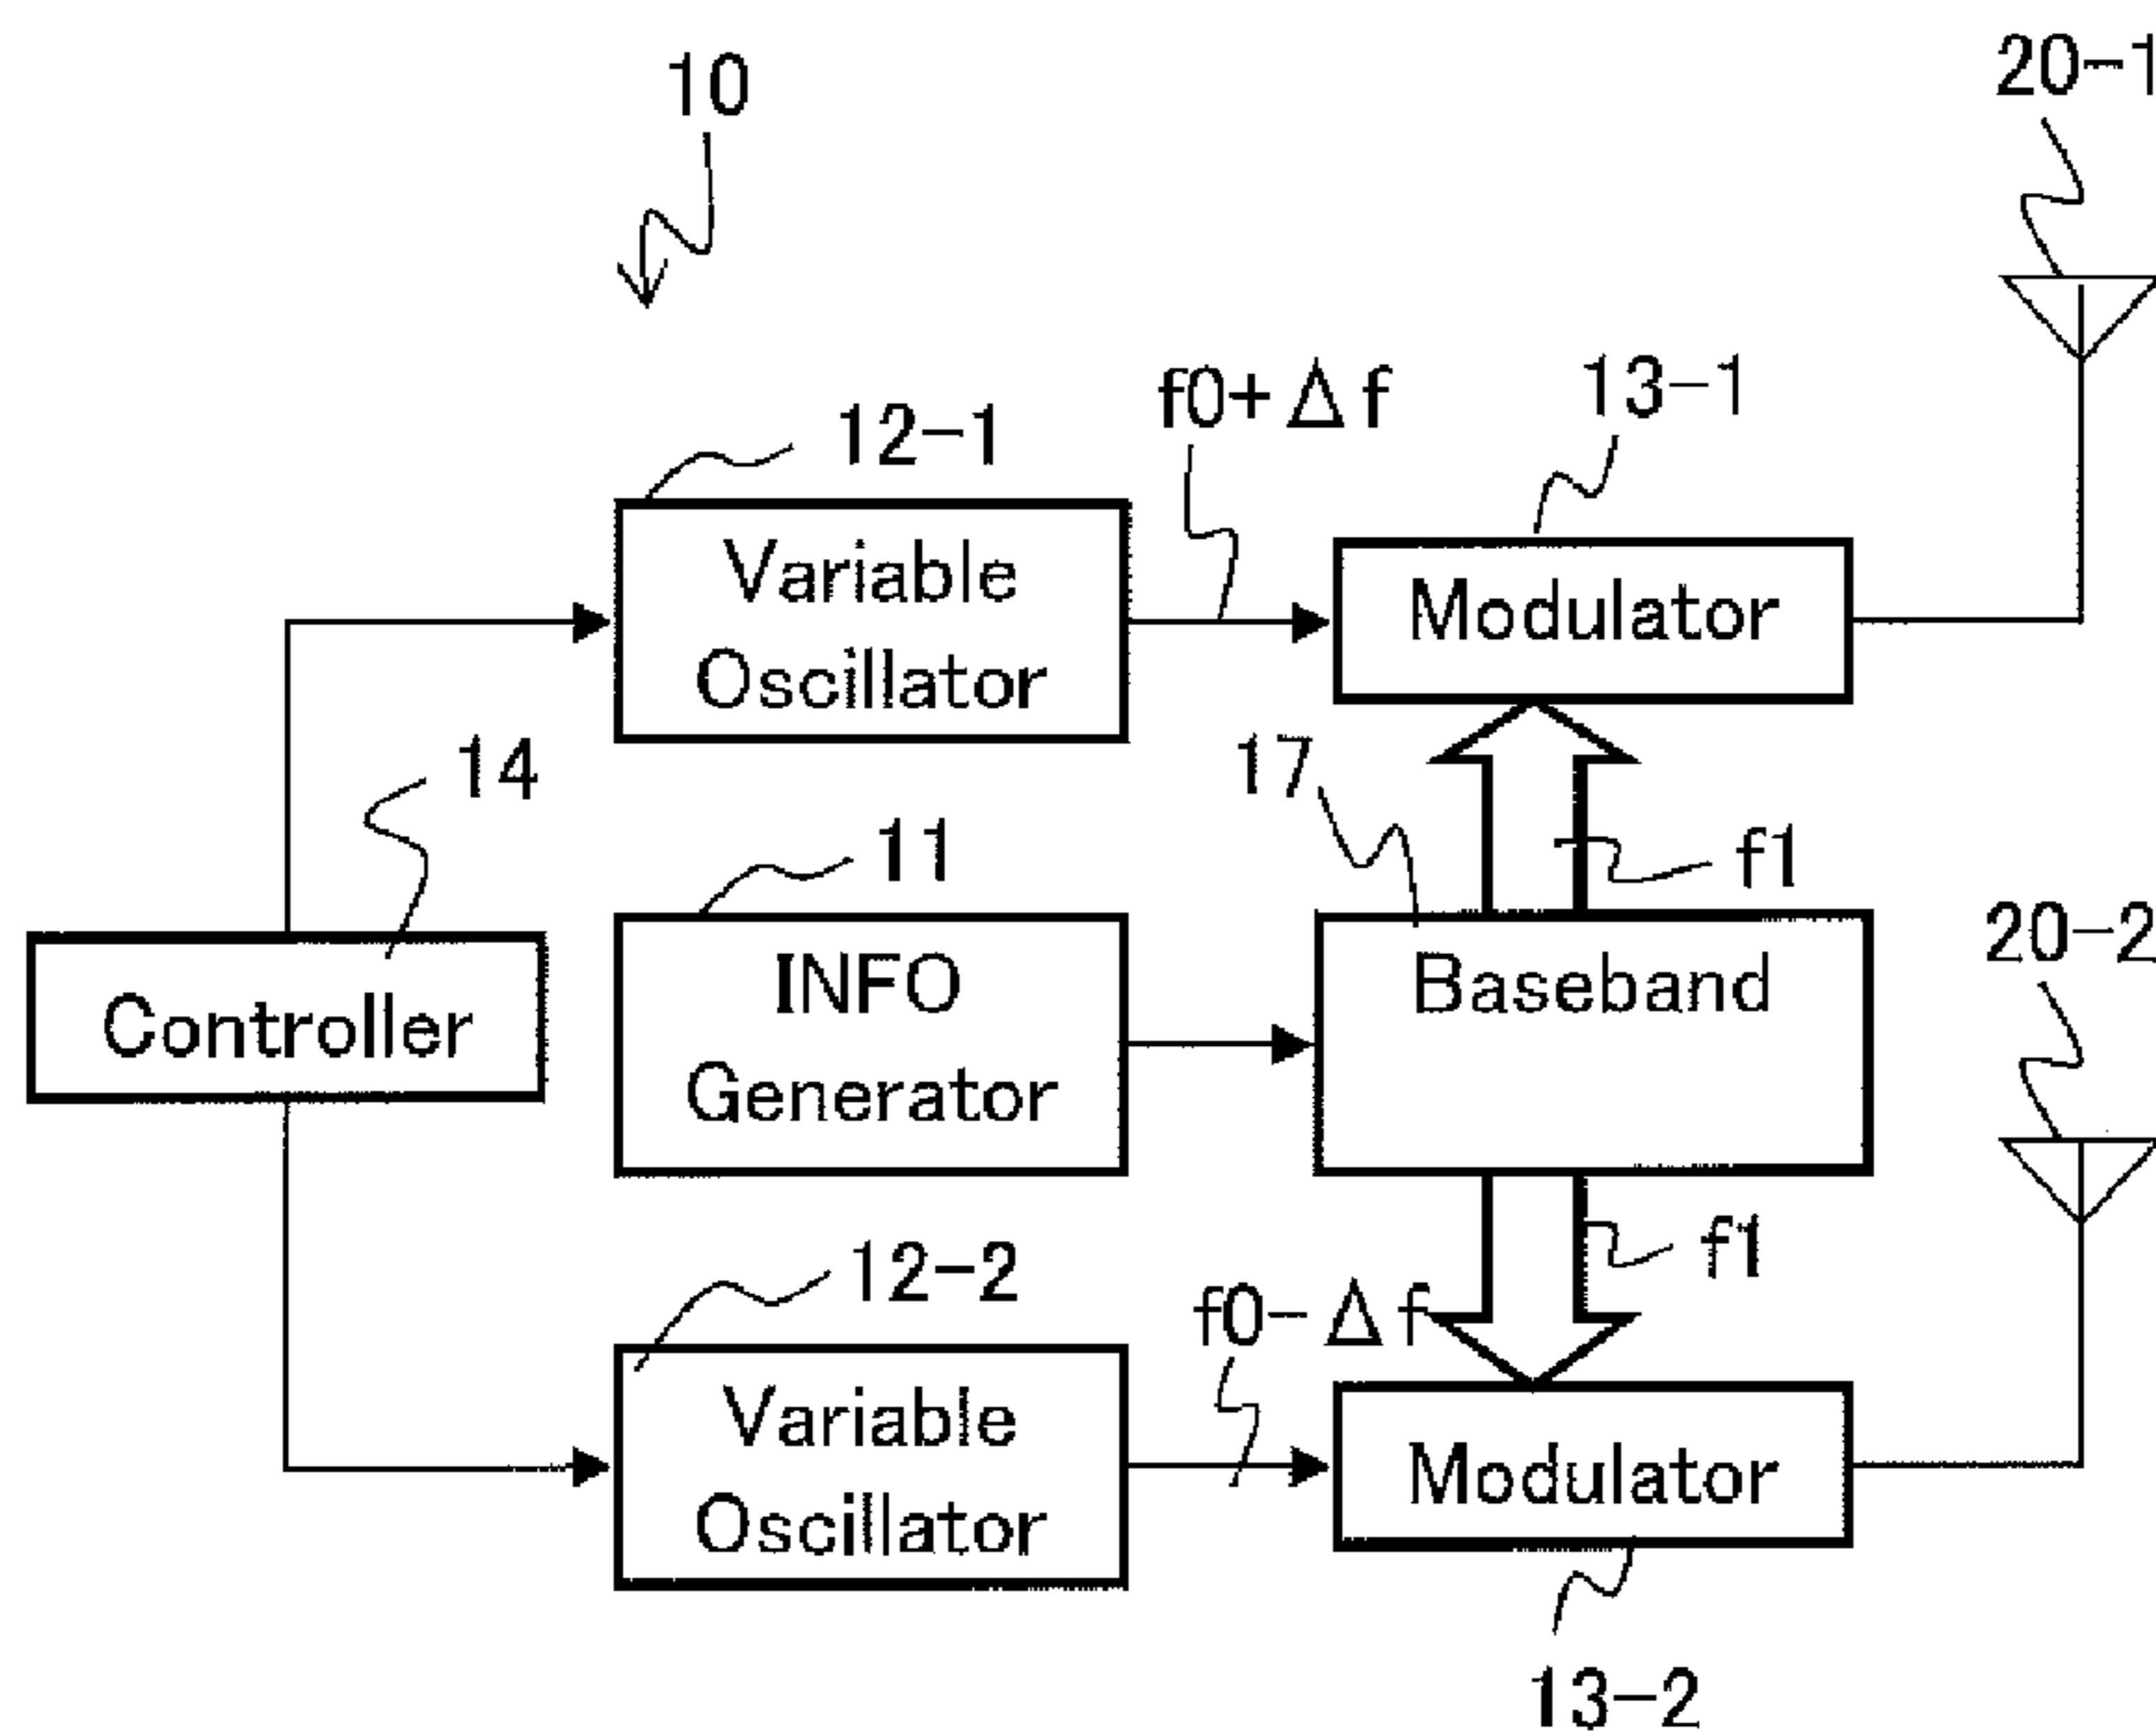 10
20-1
f0+Δf
13-1
12-1
Variable
Oscillator
Modulator
14
17
11
f1
Controller
INFO
Generator
Baseband
20-2
12-2
f1
f0-Δf
Variable
Oscillator
Modulator
13-2